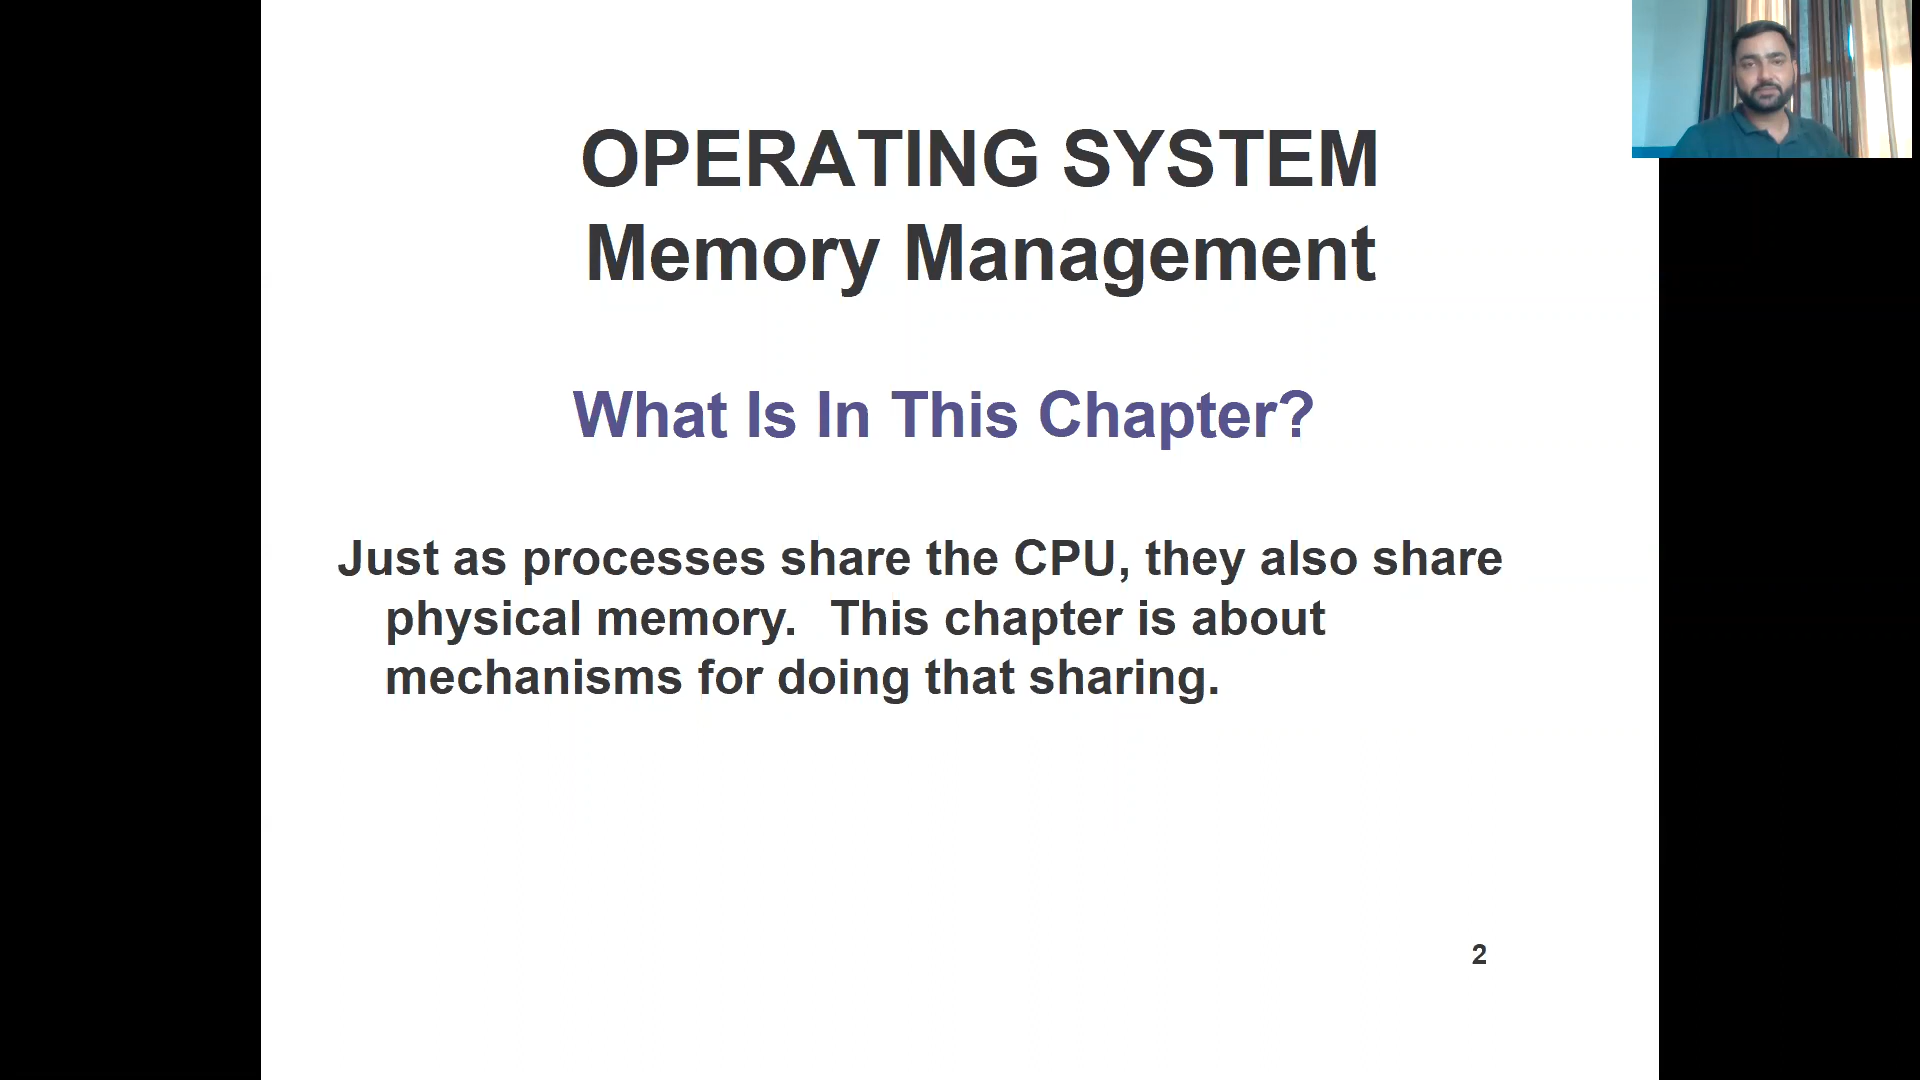 OPERATING SYSTEM
Memory Management
What Is In This Chapter?
Just as processes share the CPU, they also share
physical memory. This chapter is about
mechanisms for doing that sharing.
2